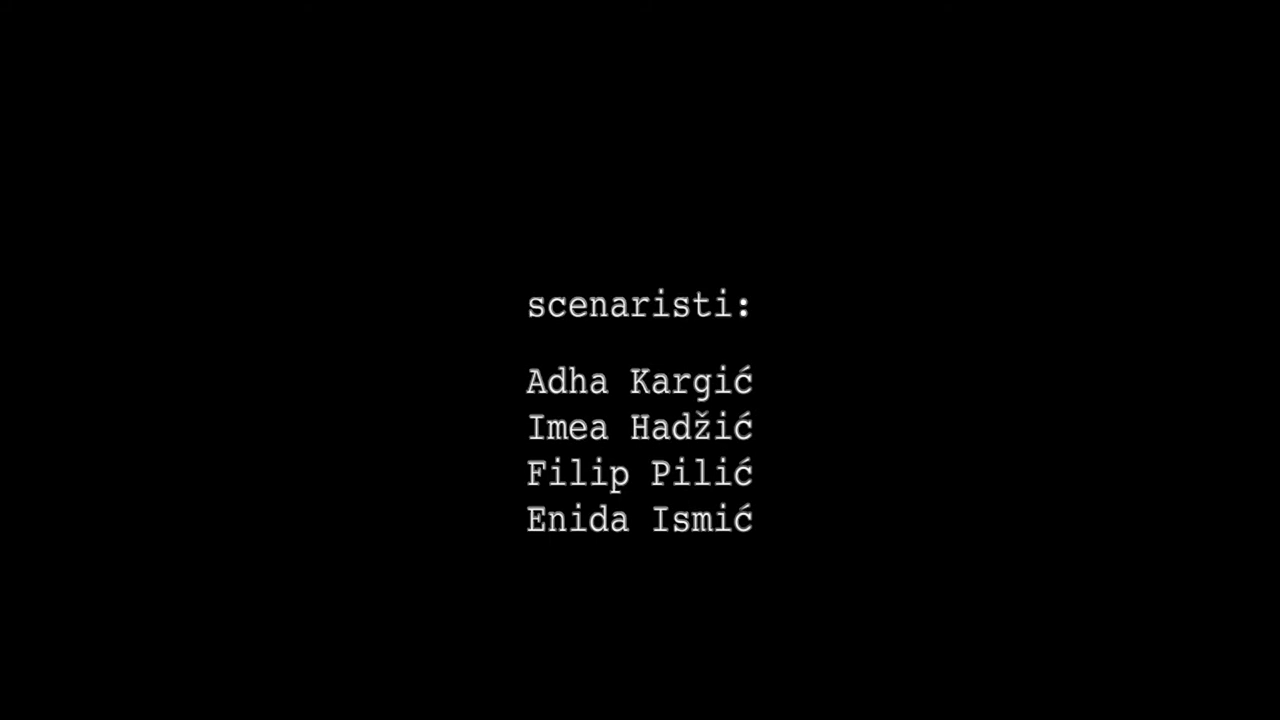 scenaristi:
Adha Kargić
Imea Hadžić
Filip Pilić
Enida Ismić